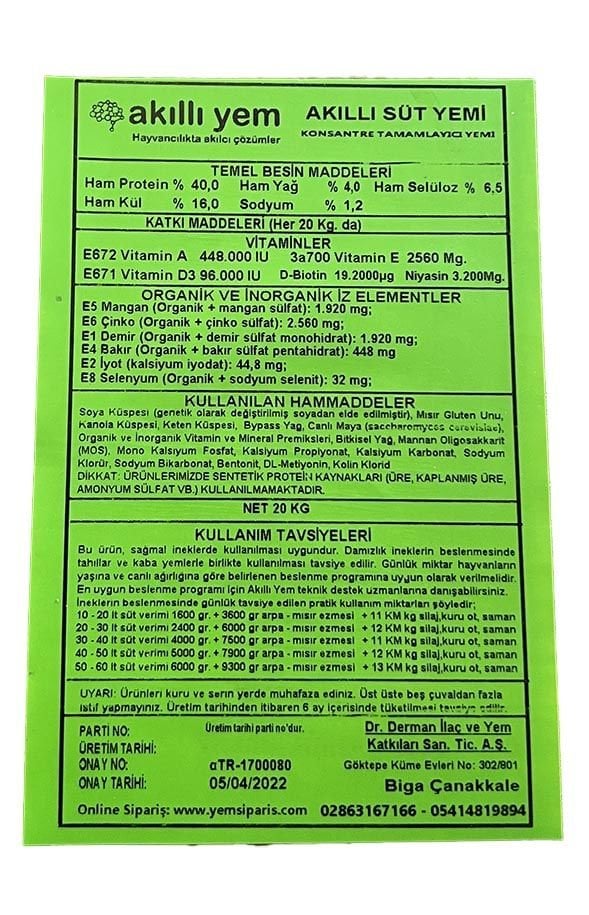 akıllı yem
Hayvancılıkta akılcı çözümler
AKILLI SÜT YEMİ
KONSANTRE TAMAMLAYICI YEMİ
TEMEL BESİN MADDELERİ
Ham Protein % 40,0 Ham Yağ % 4,0 Ham Selüloz % 6,5
Ham Kül % 16,0 Sodyum % 1,2
KATKI MADDELERİ (Her 20 Kg. da)
VİTAMİNLER
E672 Vitamin A 448.000 IU 3a700 Vitamin E 2560 Mg.
E671 Vitamin D3 96.000 IU D-Biotin 19.2000µg Niyasin 3.200Mg.
ORGANİK VE İNORGANİK İZ ELEMENTLER
E5 Mangan (Organik + mangan sülfat): 1.920 mg;
E6 Çinko (Organik + çinko sülfat): 2.560 mg;
E1 Demir (Organik + demir sülfat monohidrat): 1.920 mg;
E4 Bakır (Organik + bakır sülfat pentahidrat): 448 mg
E2 İyot (kalsiyum iyodat): 44,8 mg;
E8 Selenyum (Organik + sodyum selenit): 32 mg;
KULLANILAN HAMMADDELER
Soya Küspesi (genetik olarak değiştirilmiş soyadan elde edilmiştir), Mısır Gluten Unu,
Kanola Küspesi, Keten Küspesi, Bypass Yag, Canlı Maya (saccharomyces cerevisiae),
Organik ve İnorganik Vitamin ve Mineral Premiksleri, Bitkisel Yağ, Mannan Oligosakkarit
(MOS), Mono Kalsıyum Fosfat, Kalsiyum Propiyonat, Kalsiyum Karbonat, Sodyum
Klorür, Sodyum Bikarbonat, Bentonit, DL-Metiyonin, Kolin Klorid
DİKKAT: ÜRÜNLERİMİZDE SENTETİK PROTEİN KAYNAKLARI (ÜRE, KAPLANMIŞ ÜRE,
AMONYUM SÜLFAT VB.) KULLANILMAMAKTADIR.
NET 20 KG
KULLANIM TAVSİYELERİ
Bu ürün, sağmal ineklerde kullanılması uygundur. Damızlık ineklerin beslenmesinde
tahıllar ve kaba yemlerle birlikte kullanılması tavsiye edilir. Günlük miktar hayvanların
yaşına ve canlı ağırlığına göre belirlenen beslenme programına uygun olarak verilmelidir.
En uygun beslenme programı için Akıllı Yem teknik destek uzmanlarına danışabilirsiniz.
İneklerin beslenmesinde günlük tavsiye edilen pratik kullanım miktarları şöyledir;
10 - 20 lt süt verimi 1600 gr. + 3600 gr arpa - mısır ezmesi + 11 KM kg silaj,kuru ot, saman
20 - 30 lt süt verimi 2400 gr. + 6000 gr arpa - mısır ezmesi + 12 KM kg silaj,kuru ot, saman
30 - 40 lt süt verimi 4000 gr. + 7500 gr arpa - mısır ezmesi + 11 KM kg silaj,kuru ot, saman
40 - 50 lt süt verimi 5000 gr. + 7900 gr arpa - mısır ezmesi + 12 KM kg silaj,kuru ot, saman
50 - 60 lt süt verimi 6000 gr. + 9300 gr arpa - mısır ezmesi + 13 KM kg silaj,kuru ot, saman
UYARI: Ürünleri kuru ve serin yerde muhafaza ediniz. Üst üste beş çuvaldan fazla
istif yapmayınız. Üretim tarihinden itibaren 6 ay içerisinde tüketilmesi tavsiye edilir.
PARTİ NO: Üretim tarihi parti no'dur.
ÜRETİM TARİHİ:
ONAY NO: αTR-1700080
ONAY TARİHİ: 05/04/2022
Dr. Derman İlaç ve Yem
Katkıları San. Tic. A.Ş.
Göktepe Küme Evleri No: 302/801
Biga Çanakkale
Online Sipariş: www.yemsiparis.com 02863167166 - 05414819894